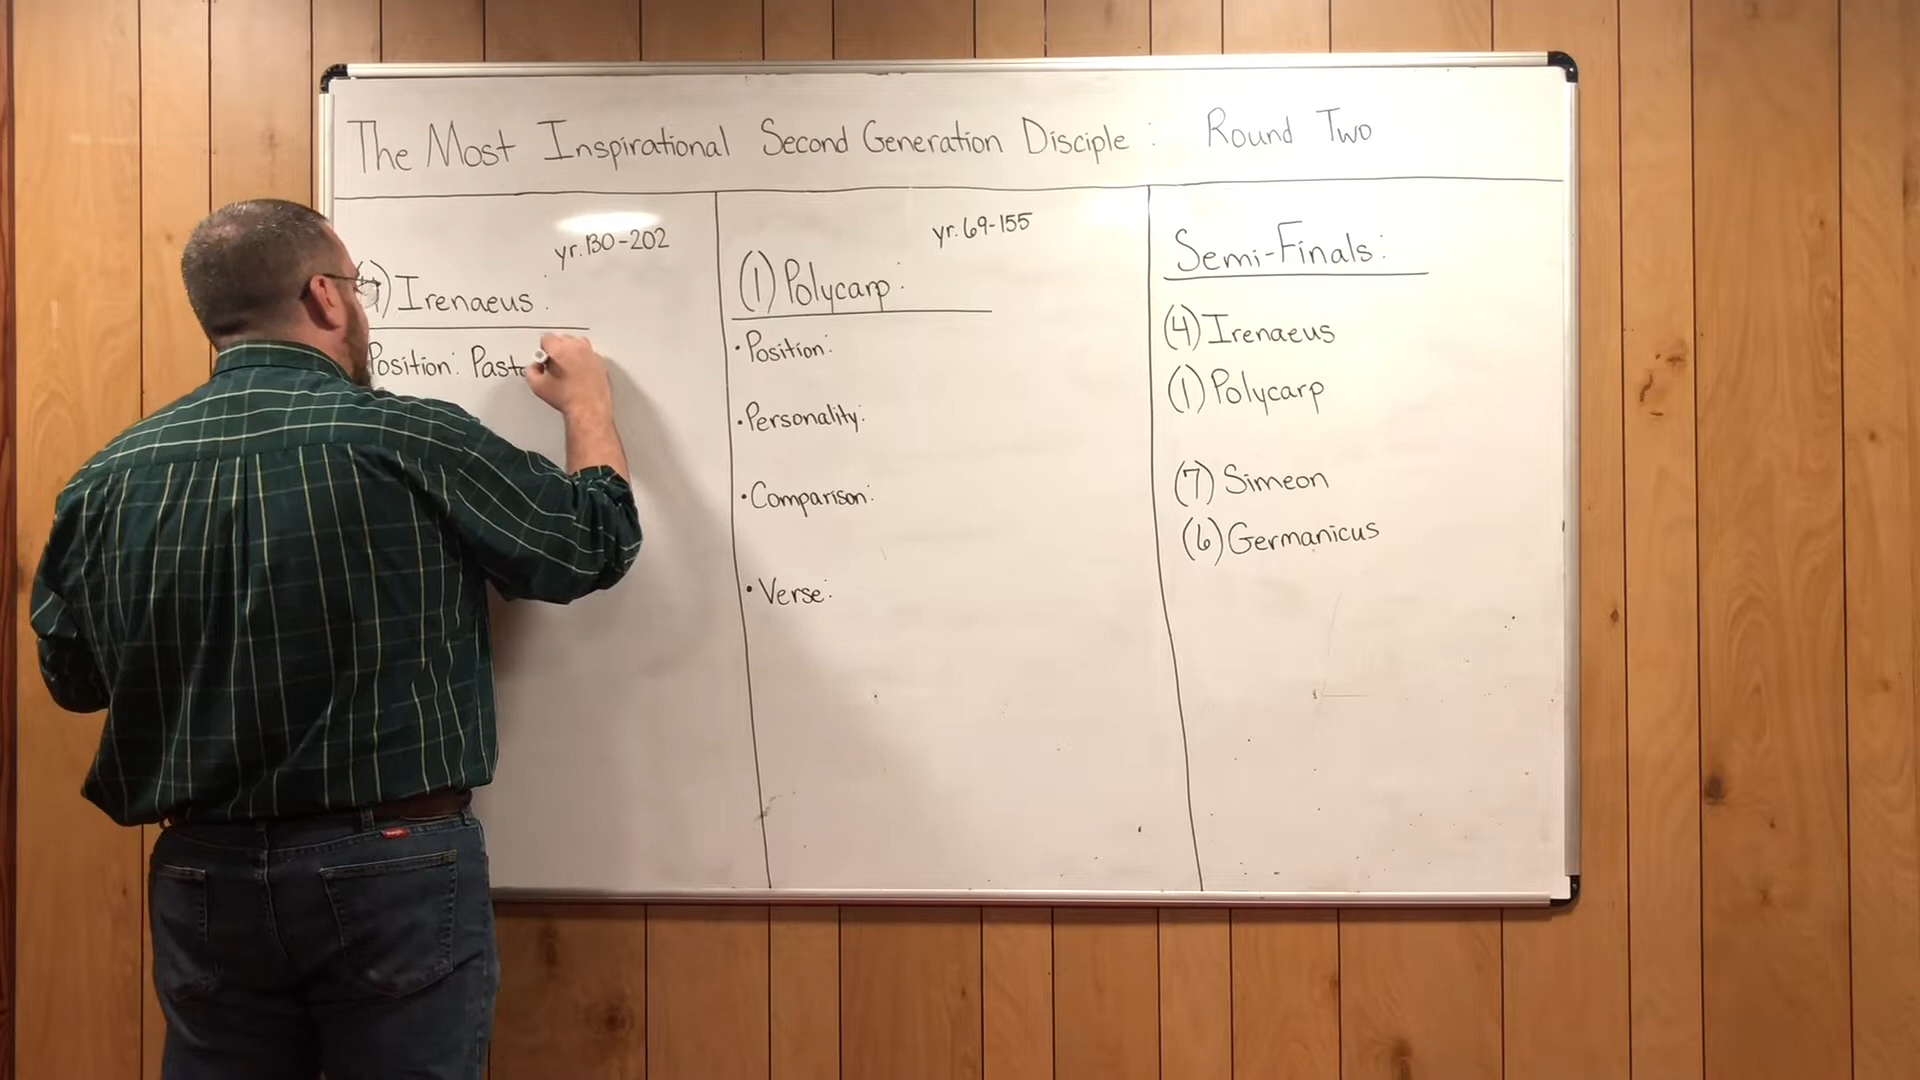 The Most Inspirational Second Generation Disciple: Round Two
yr. 130-202
Irenaeus:
Position: Past
yr. 69-155
(1) Polycarp:
• Position:
• Personality:
• Comparison:
• Verse:
Semi-Finals:
(4) Irenaeus
(1) Polycarp
(7) Simeon
(6) Germanicus